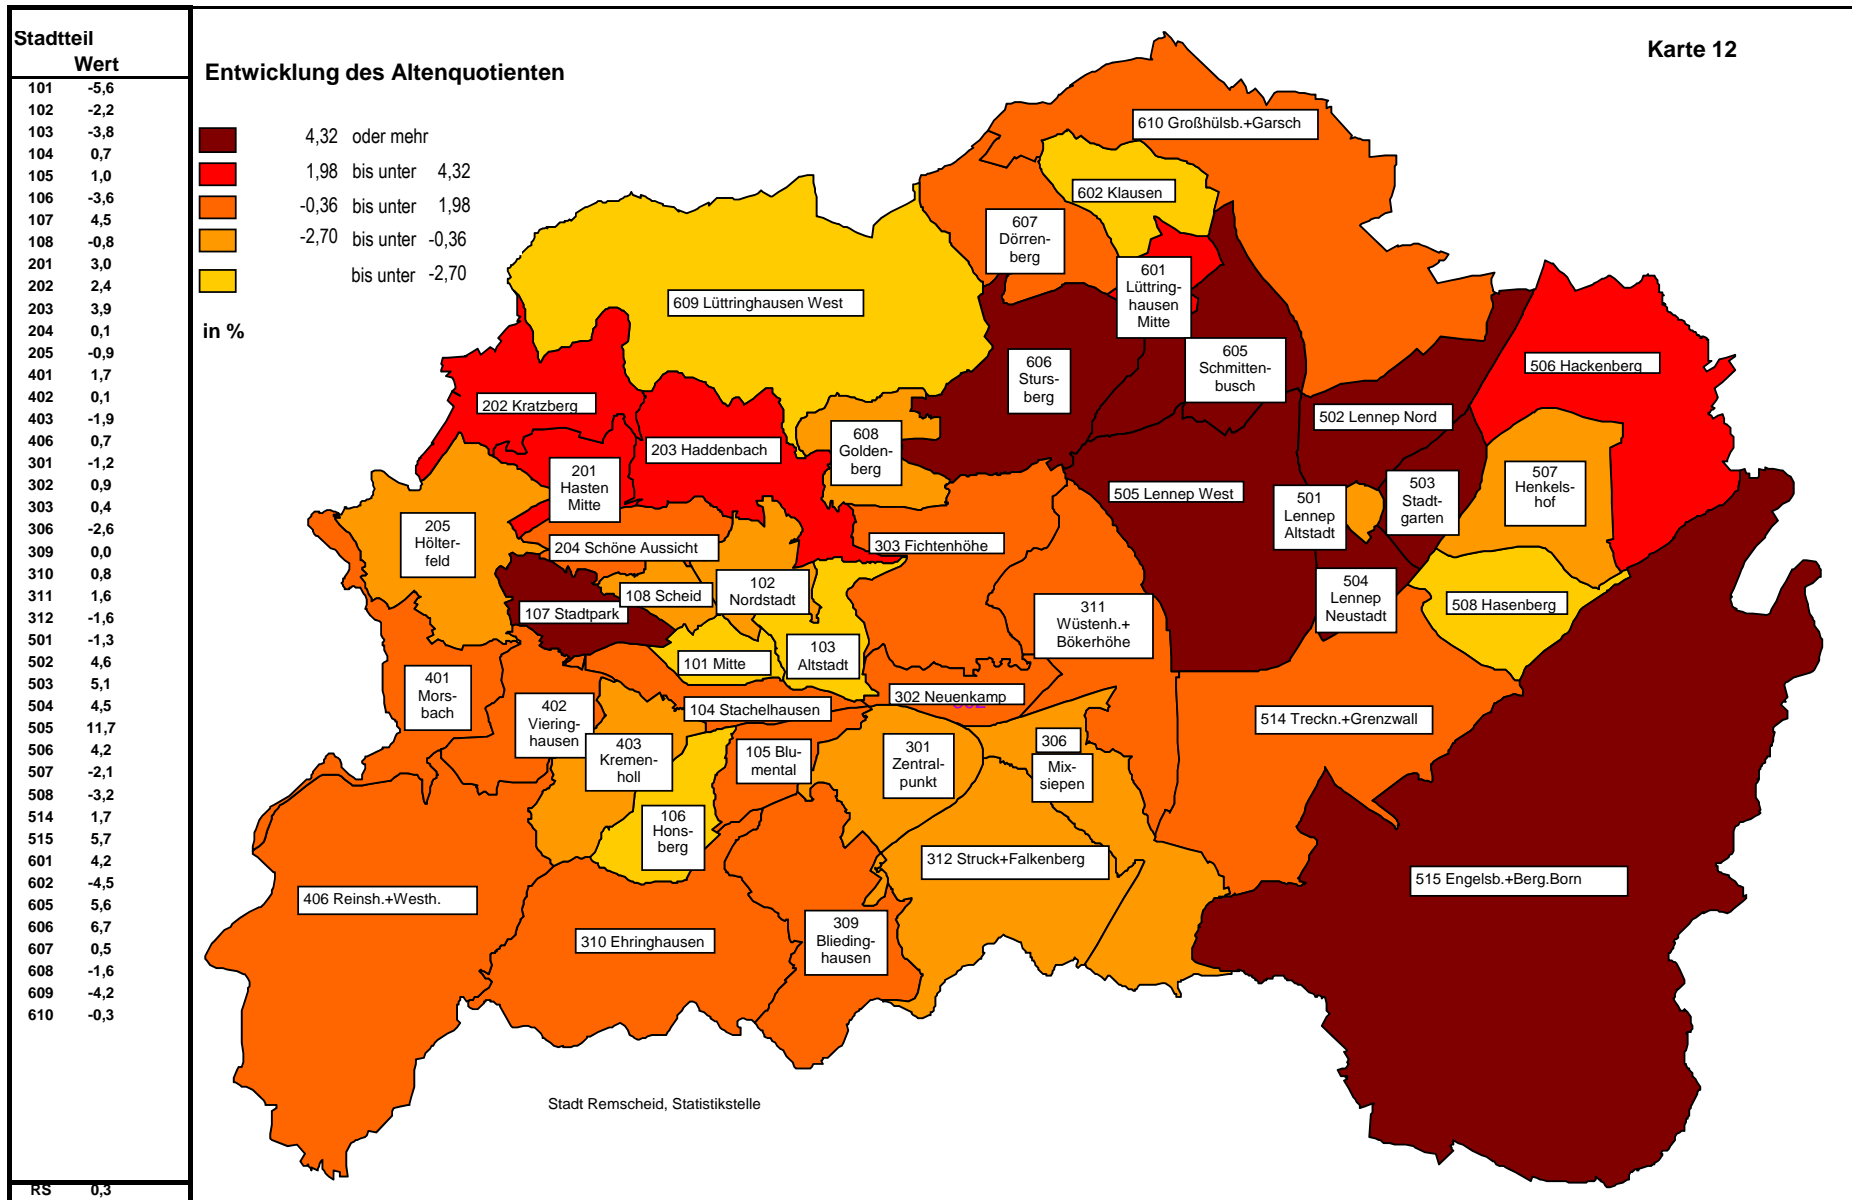 Stadtteil
Wert
101 -5,6
102 -2,2
103 -3,8
104 0,7
105 1,0
106 -3,6
107 4,5
108 -0,8
201 3,0
202 2,4
203 3,9
204 0,1
205 -0,9
401 1,7
402 0,1
403 -1,9
406 0,7
301 -1,2
302 0,9
303 0,4
306 -2,6
309 0,0
310 0,8
311 1,6
312 -1,6
501 -1,3
502 4,6
503 5,1
504 4,5
505 11,7
506 4,2
507 -2,1
508 -3,2
514 1,7
515 5,7
601 4,2
602 -4,5
605 5,6
606 6,7
607 0,5
608 -1,6
609 -4,2
610 -0,3
RS 0,3
Entwicklung des Altenquotienten
Karte 12
4,32 oder mehr
1,98 bis unter 4,32
-0,36 bis unter 1,98
-2,70 bis unter -0,36
bis unter -2,70
in %
610 Großhülsb.+Garsch
602 Klausen
607
Dörren-
berg
601
Lüttring-
hausen
Mitte
609 Lüttringhausen West
606
Sturs-
berg
605
Schmitten-
busch
506 Hackenberg
202 Kratzberg
502 Lennep Nord
203 Haddenbach
608
Golden-
berg
201
Hasten
Mitte
505 Lennep West
501
Lennep
Altstadt
503
Stadt-
garten
507
Henkels-
hof
205
Hölter-
feld
204 Schöne Aussicht
303 Fichtenhöhe
108 Scheid
102
Nordstadt
107 Stadtpark
504
Lennep
Neustadt
508 Hasenberg
311
Wüstenh.+
Bökerhöhe
101 Mitte
103
Altstadt
401
Mors-
bach
302 Neuenkamp
402
Viering-
hausen
104 Stachelhausen
514 Treckn.+Grenzwall
403
Kremen-
holl
105 Blu-
mental
301
Zentral-
punkt
306
Mix-
siepen
106
Hons-
berg
312 Struck+Falkenberg
515 Engelsb.+Berg.Born
406 Reinsh.+Westh.
310 Ehringhausen
309
Blieding-
hausen
Stadt Remscheid, Statistikstelle